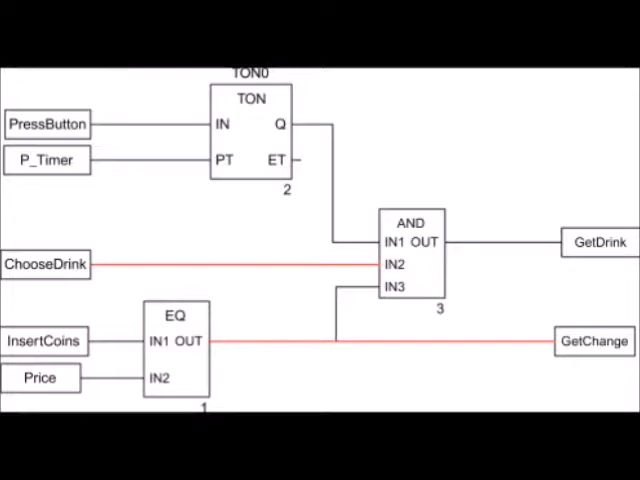 TON0
TON
PressButton
IN Q
P_Timer
PT ET
2
AND
IN1 OUT
GetDrink
ChooseDrink
IN2
IN3
3
EQ
InsertCoins
IN1 OUT
GetChange
Price
IN2
1